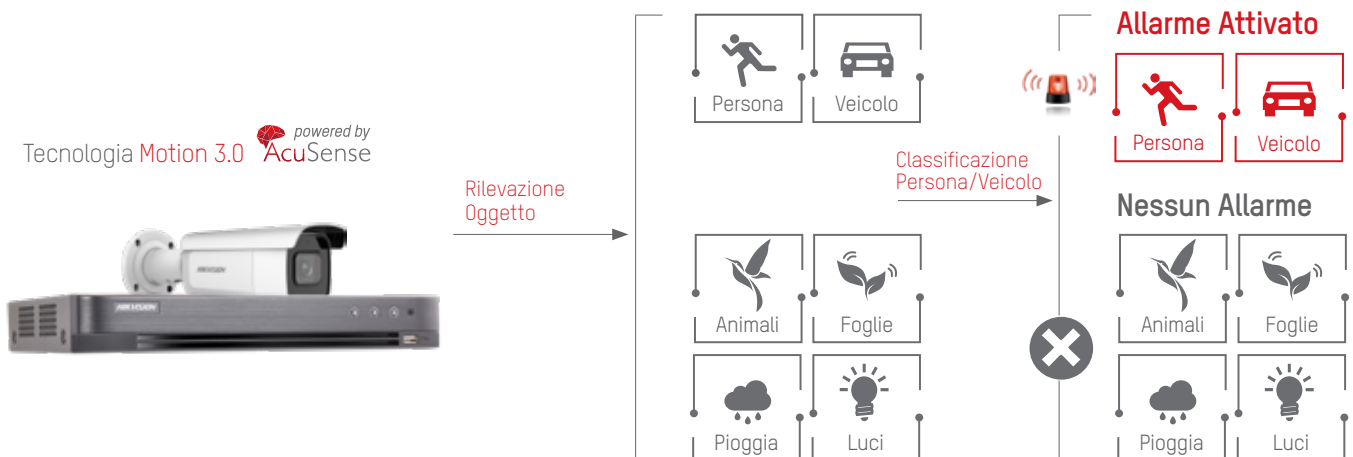 Tecnologia Motion 3.0 powered by AcuSense
HIKVISION
HIKVISION
Rilevazione
Oggetto
Persona
Veicolo
Animali
Foglie
Pioggia
Luci
Classificazione
Persona/Veicolo
Allarme Attivato
Persona
Veicolo
Nessun Allarme
Animali
Foglie
Pioggia
Luci